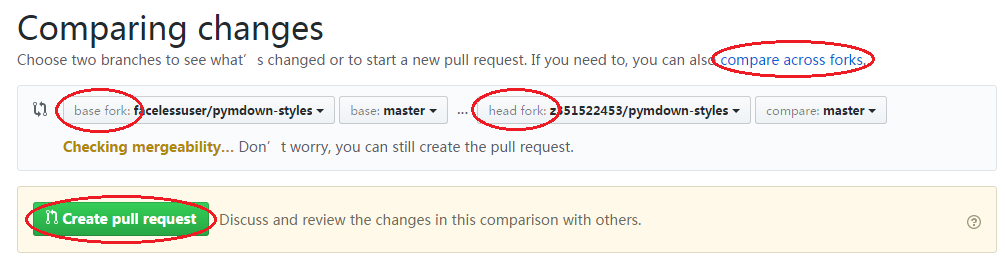 Comparing changes
Choose two branches to see what's changed or to start a new pull request. If you need to, you can also compare across forks.
base fork: facelessuser/pymdown-styles base: master ... head fork: z351522453/pymdown-styles compare: master
Checking mergeability... Don't worry, you can still create the pull request.
Create pull request Discuss and review the changes in this comparison with others.